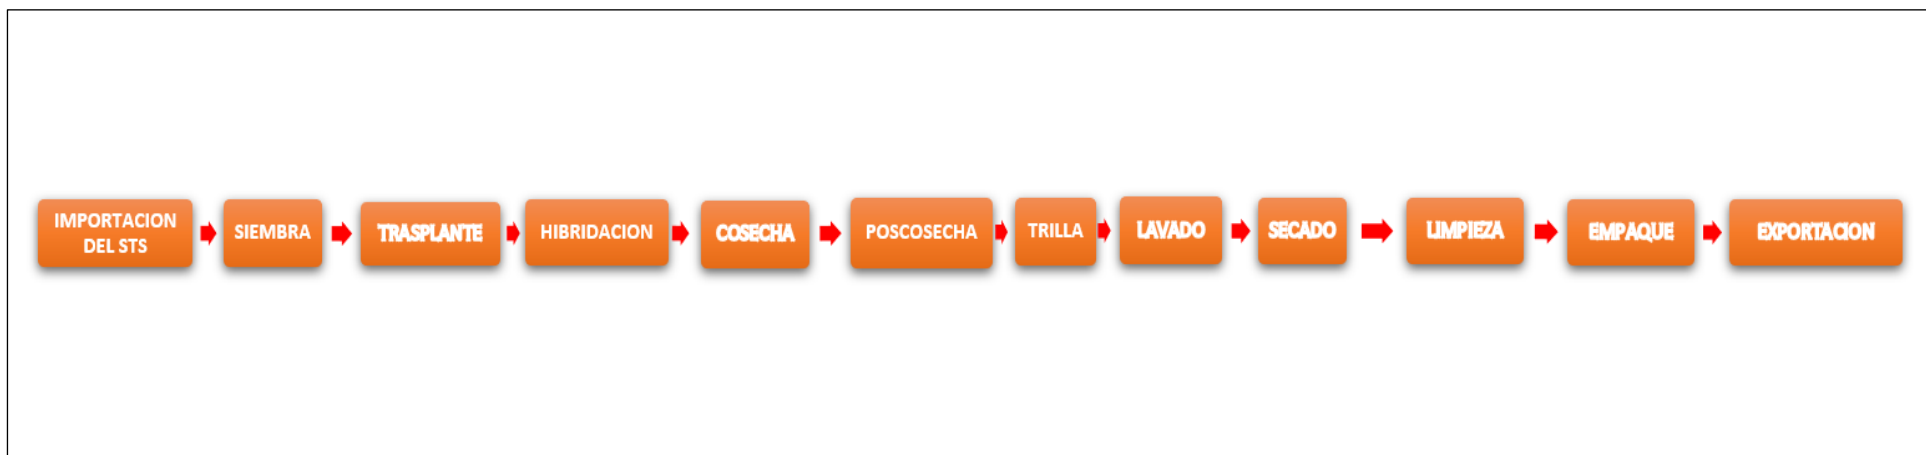 IMPORTACION
DEL STS
SIEMBRA
TRASPLANTE
HIBRIDACION
COSECHA
POSCOSECHA
TRILLA
LAVADO
SECADO
LIMPIEZA
EMPAQUE
EXPORTACION